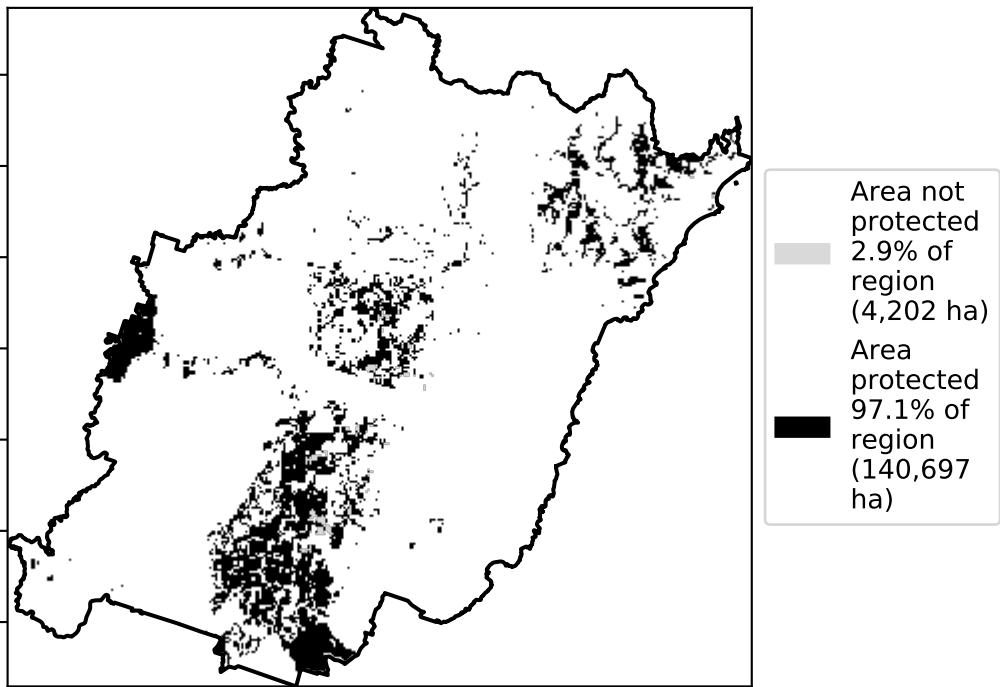 Area not
protected
2.9% of
region
(4,202 ha)
Area
protected
97.1% of
region
(140,697
ha)